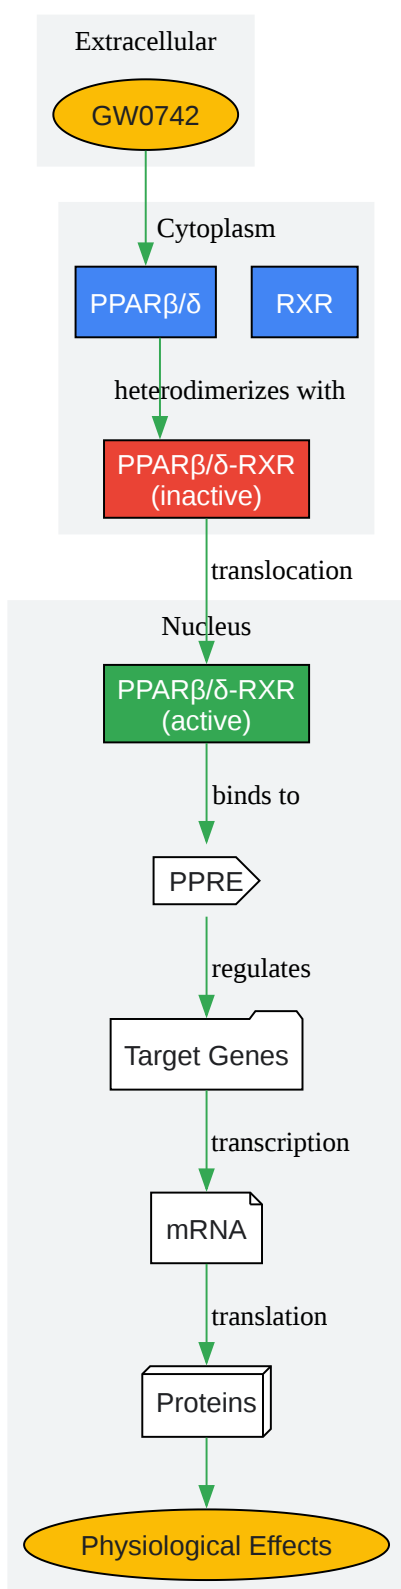 Extracellular
GW0742
Cytoplasm
PPARβ/δ
RXR
heterodimerizes with
PPARβ/δ-RXR
(inactive)
translocation
Nucleus
PPARβ/δ-RXR
(active)
binds to
PPRE
regulates
Target Genes
transcription
mRNA
translation
Proteins
Physiological Effects